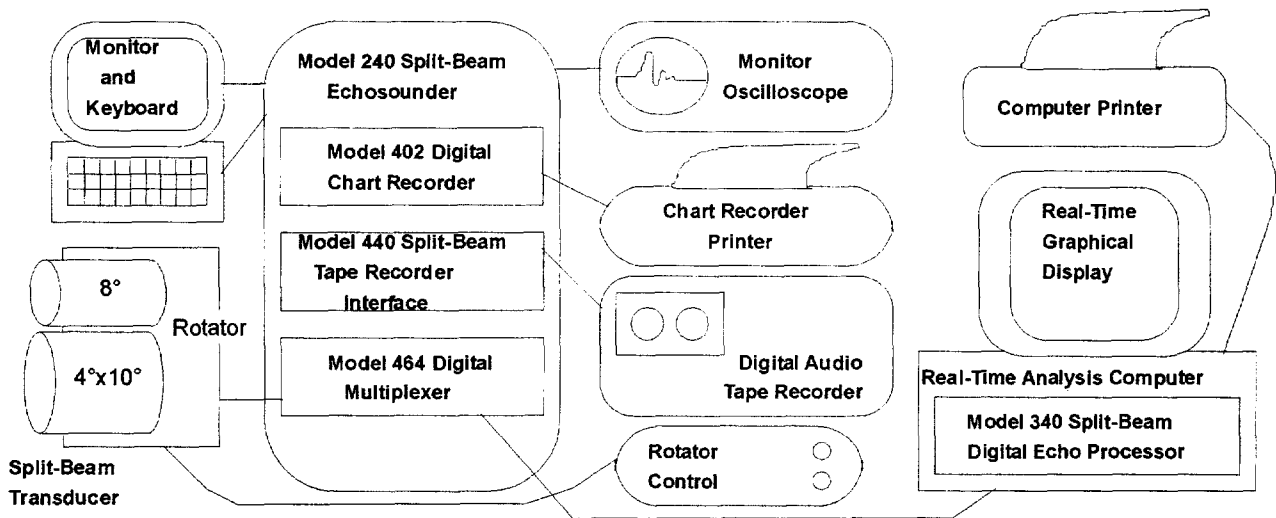 Monitor
and
Keyboard
Model 240 Split-Beam
Echosounder
Model 402 Digital
Chart Recorder
Model 440 Split-Beam
Tape Recorder
Interface
Model 464 Digital
Multiplexer
8°
4°x10°
Rotator
Split-Beam
Transducer
Monitor
Oscilloscope
Chart Recorder
Printer
Digital Audio
Tape Recorder
Rotator
Control
Computer Printer
Real-Time
Graphical
Display
Real-Time Analysis Computer
Model 340 Split-Beam
Digital Echo Processor